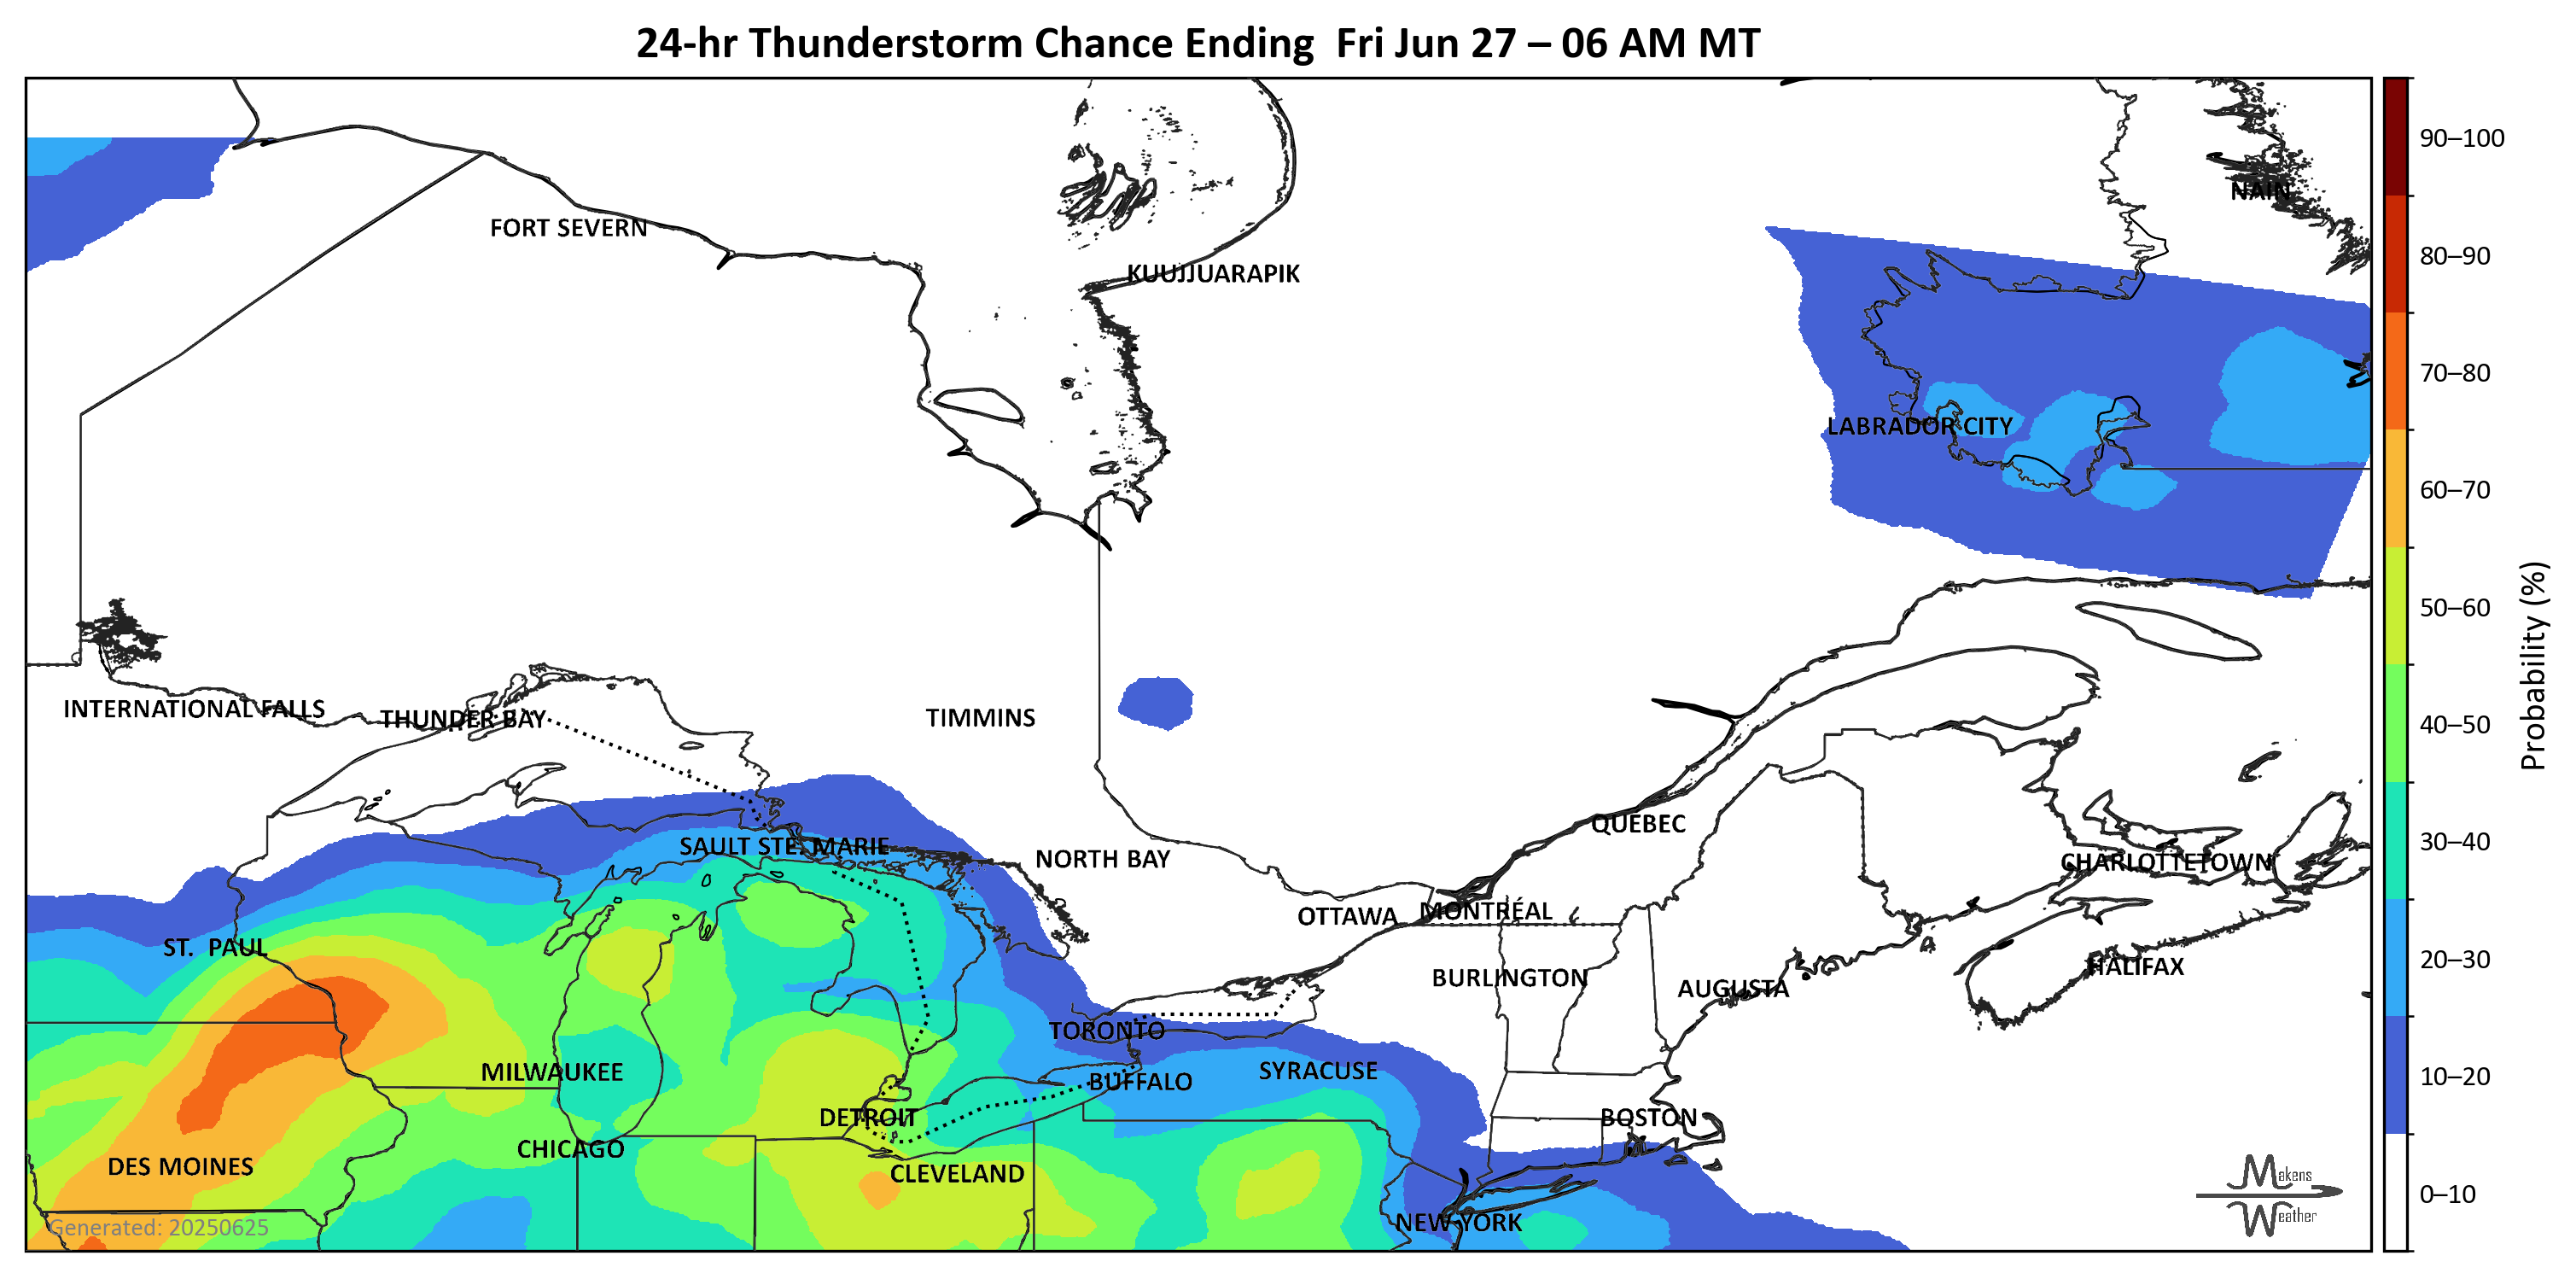 24-hr Thunderstorm Chance Ending  Fri Jun 27 – 06 AM MT
90–100
NAIN
FORT SEVERN
80–90
KUUJJUARAPIK
70–80
LABRADOR CITY
60–70
50–60
Probability (%)
INTERNATIONAL FALLS
THUNDER BAY
TIMMINS
40–50
QUEBEC
SAULT STE. MARIE
30–40
NORTH BAY
CHARLOTTETOWN
OTTAWA
MONTRÉAL
ST.  PAUL
20–30
HALIFAX
BURLINGTON
AUGUSTA
TORONTO
MILWAUKEE
SYRACUSE
10–20
BUFFALO
DETROIT
BOSTON
CHICAGO
DES MOINES
CLEVELAND
Makens
Weather
0–10
NEW YORK
Generated: 20250625